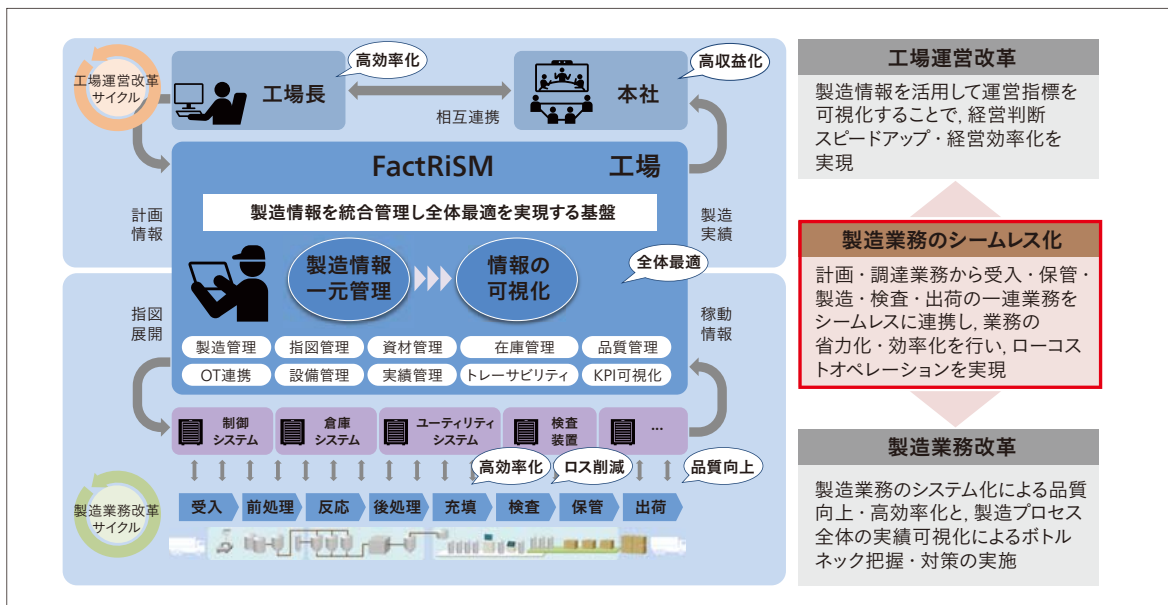 工場運営改革
サイクル
高効率化
工場長
相互連携
高収益化
本社
FactRiSM 工場
製造情報を統合管理し全体最適を実現する基盤
計画
情報
製造
実績
製造情報
一元管理
情報の
可視化
全体最適
指図
展開
稼動
情報
製造管理 指図管理 資材管理 在庫管理 品質管理
OT連携 設備管理 実績管理 トレーサビリティ KPI可視化
制御
システム
倉庫
システム
ユーティリティ
システム
検査
装置
…
高効率化 ロス削減 品質向上
製造業務改革
サイクル
受入 前処理 反応 後処理 充填 検査 保管 出荷
工場運営改革
製造情報を活用して運営指標を
可視化することで, 経営判断
スピードアップ・経営効率化を
実現
製造業務のシームレス化
計画・調達業務から受入・保管・
製造・検査・出荷の一連業務を
シームレスに連携し, 業務の
省力化・効率化を行い, ローコス
トオペレーションを実現
製造業務改革
製造業務のシステム化による品質
向上・高効率化と, 製造プロセス
全体の実績可視化によるボトル
ネック把握・対策の実施